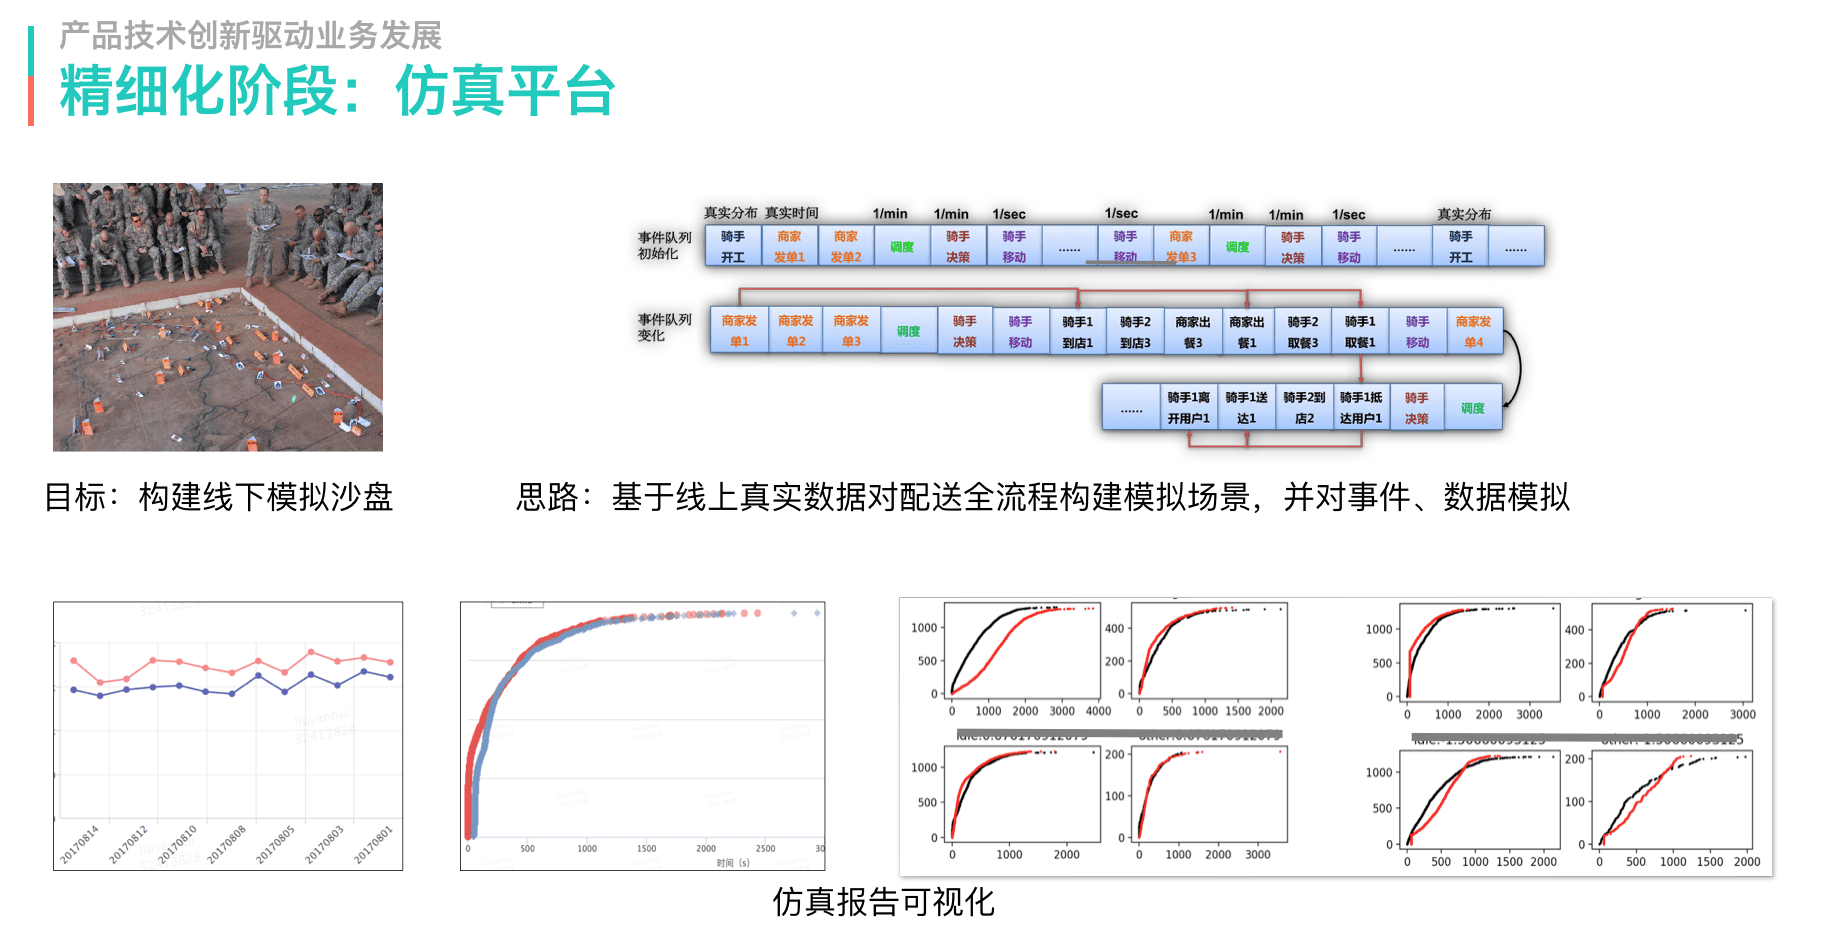 产品技术创新驱动业务发展
精细化阶段：仿真平台
真实分布 真实时间 1/min 1/min 1/sec 1/sec 1/min 1/min 1/sec 真实分布
事件队列
初始化
骑手 商家 商家 调度 骑手 骑手 ...... 骑手 商家 调度 骑手 骑手 ...... 骑手 ......
开工 发单1 发单2 决策 移动 移动 发单3 决策 移动 开工
事件队列
变化
商家发 商家发 商家发 调度 骑手 骑手 骑手1 骑手2 商家出 商家出 骑手2 骑手1 骑手 商家发
单1 单2 单3 决策 移动 到店1 到店3 餐3 餐1 取餐3 取餐1 移动 单4
...... 骑手1离 骑手1送 骑手2到 骑手1抵 骑手 调度
开用户1 达1 店2 达用户1 决策
目标：构建线下模拟沙盘
思路：基于线上真实数据对配送全流程构建模拟场景，并对事件、数据模拟
20170814 20170812 20170810 20170808 20170805 20170803 20170801
0 500 1000 1500 2000 2500 30
时间（s）
1000
500
0
0 1000 2000 3000 4000
400
200
0
0 500 1000 1500 2000
1000
500
0
0 1000 2000
200
100
0
0 1000 2000 3000
1000
500
0
0 1000 2000 3000
400
200
0
0 1000 2000 3000
1000
500
0
0 500 1000 1500 2000
200
100
0
0 500 1000 1500 2000
仿真报告可视化